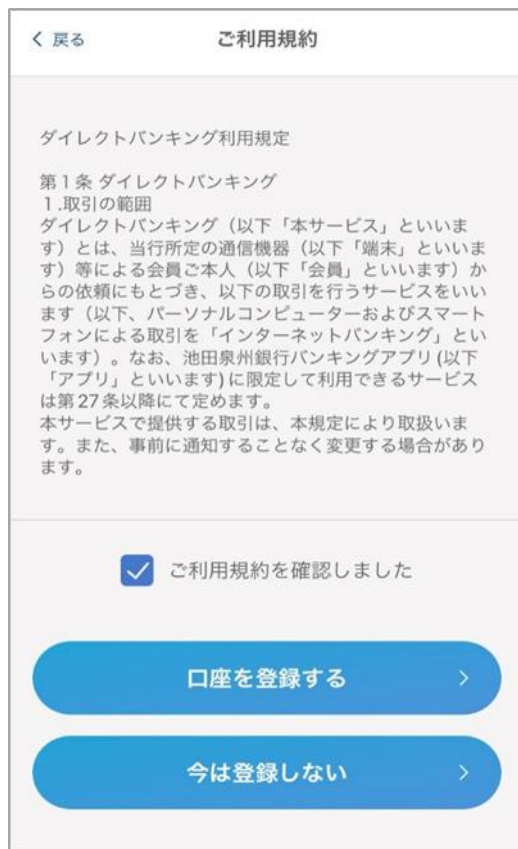 戻る
ご利用規約
ダイレクトバンキング利用規定
第1条 ダイレクトバンキング
1.取引の範囲
ダイレクトバンキング（以下「本サービス」といいま
す）とは、当行所定の通信機器（以下「端末」といいま
す）等による会員ご本人（以下「会員」といいます）か
らの依頼にもとづき、以下の取引を行うサービスをいい
ます（以下、パーソナルコンピューターおよびスマート
フォンによる取引を「インターネットバンキング」とい
います）。なお、池田泉州銀行バンキングアプリ(以下
「アプリ」といいます)に限定して利用できるサービス
は第27条以降にて定めます。
本サービスで提供する取引は、本規定により取扱いま
す。また、事前に通知することなく変更する場合があり
ます。
ご利用規約を確認しました
口座を登録する
今は登録しない